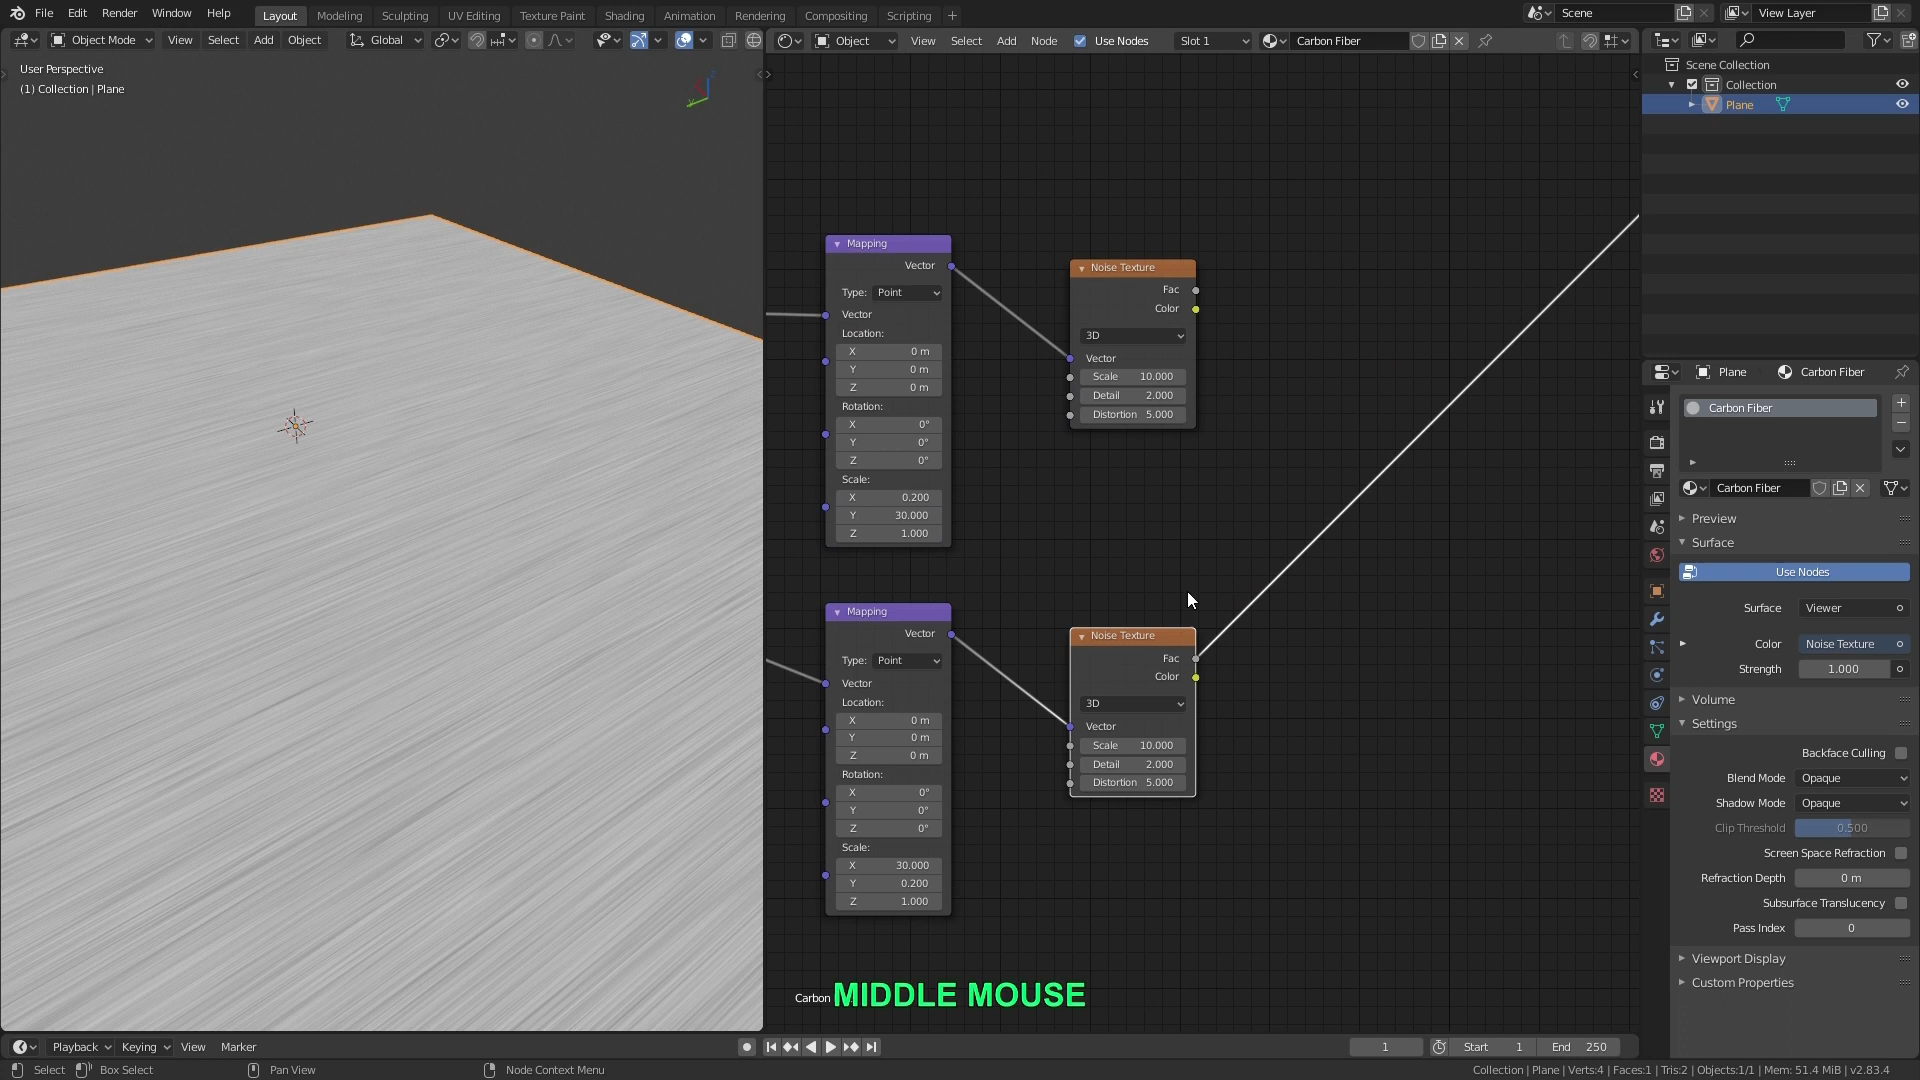 File Edit Render Window Help Layout Modeling Sculpting UV Editing Texture Paint Shading Animation Rendering Compositing Scripting + Scene View Layer
Object Mode View Select Add Object Global Object View Select Add Node Use Nodes Slot 1 Carbon Fiber
User Perspective
(1) Collection | Plane
Scene Collection
Collection
Plane
Mapping
Vector
Type: Point
Vector
Location:
X 0 m
Y 0 m
Z 0 m
Rotation:
X 0°
Y 0°
Z 0°
Scale:
X 0.200
Y 30.000
Z 1.000
Noise Texture
Fac
Color
3D
Vector
Scale 10.000
Detail 2.000
Distortion 5.000
Mapping
Vector
Type: Point
Vector
Location:
X 0 m
Y 0 m
Z 0 m
Rotation:
X 0°
Y 0°
Z 0°
Scale:
X 30.000
Y 0.200
Z 1.000
Noise Texture
Fac
Color
3D
Vector
Scale 10.000
Detail 2.000
Distortion 5.000
Carbon MIDDLE MOUSE
Plane Carbon Fiber
Carbon Fiber
Carbon Fiber
Preview
Surface
Use Nodes
Surface Viewer
Color Noise Texture
Strength 1.000
Volume
Settings
Backface Culling
Blend Mode Opaque
Shadow Mode Opaque
Clip Threshold 0.500
Screen Space Refraction
Refraction Depth 0 m
Subsurface Translucency
Pass Index 0
Viewport Display
Custom Properties
Playback Keying View Marker 1 Start 1 End 250
Select Box Select Pan View Node Context Menu Collection | Plane | Verts:4 | Faces:1 | Tris:2 | Objects:1/1 | Mem: 51.4 MiB | v2.83.4